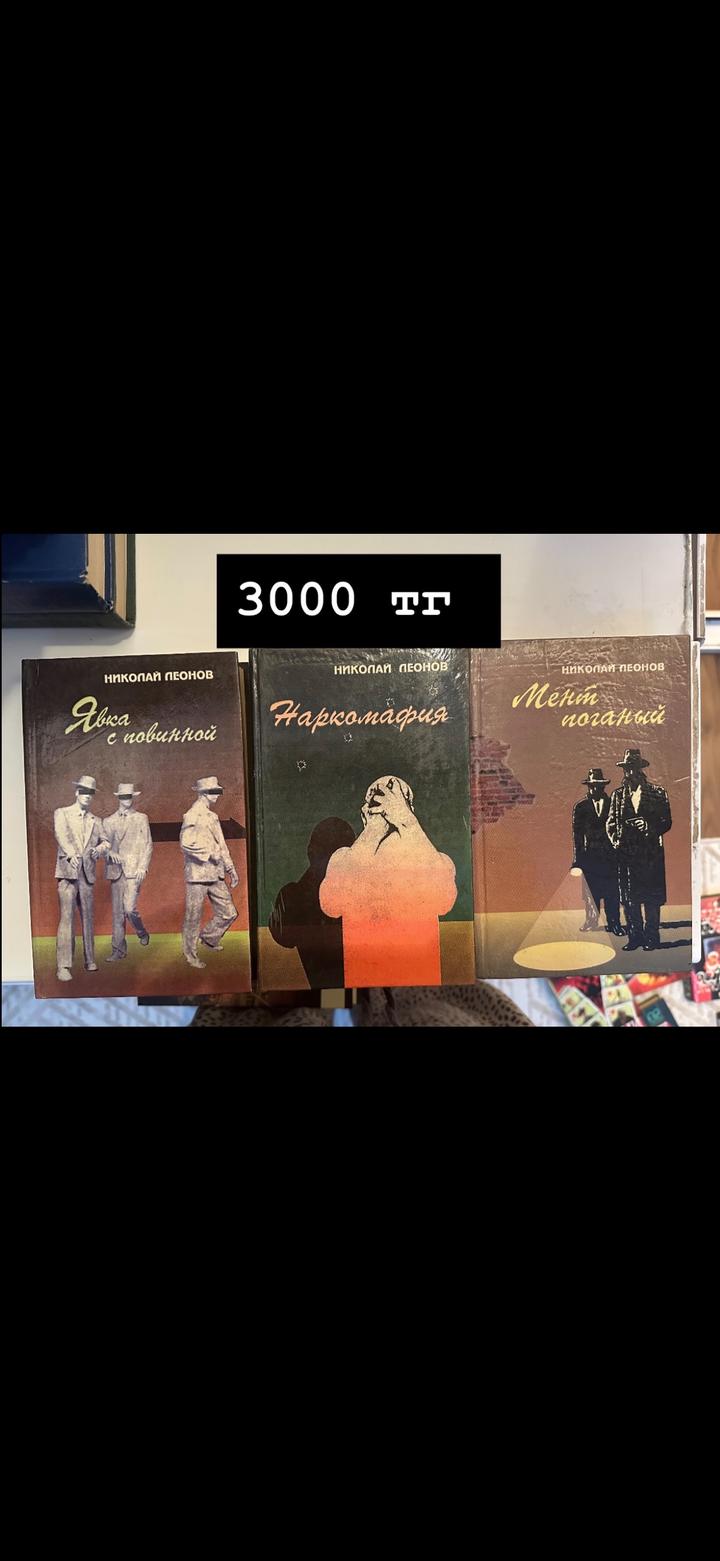 3000 тг
НИКОЛАЙ ЛЕОНОВ
Явка
с повинной
НИКОЛАЙ ЛЕОНОВ
Наркомафия
НИКОЛАЙ ЛЕОНОВ
Мент
поганый